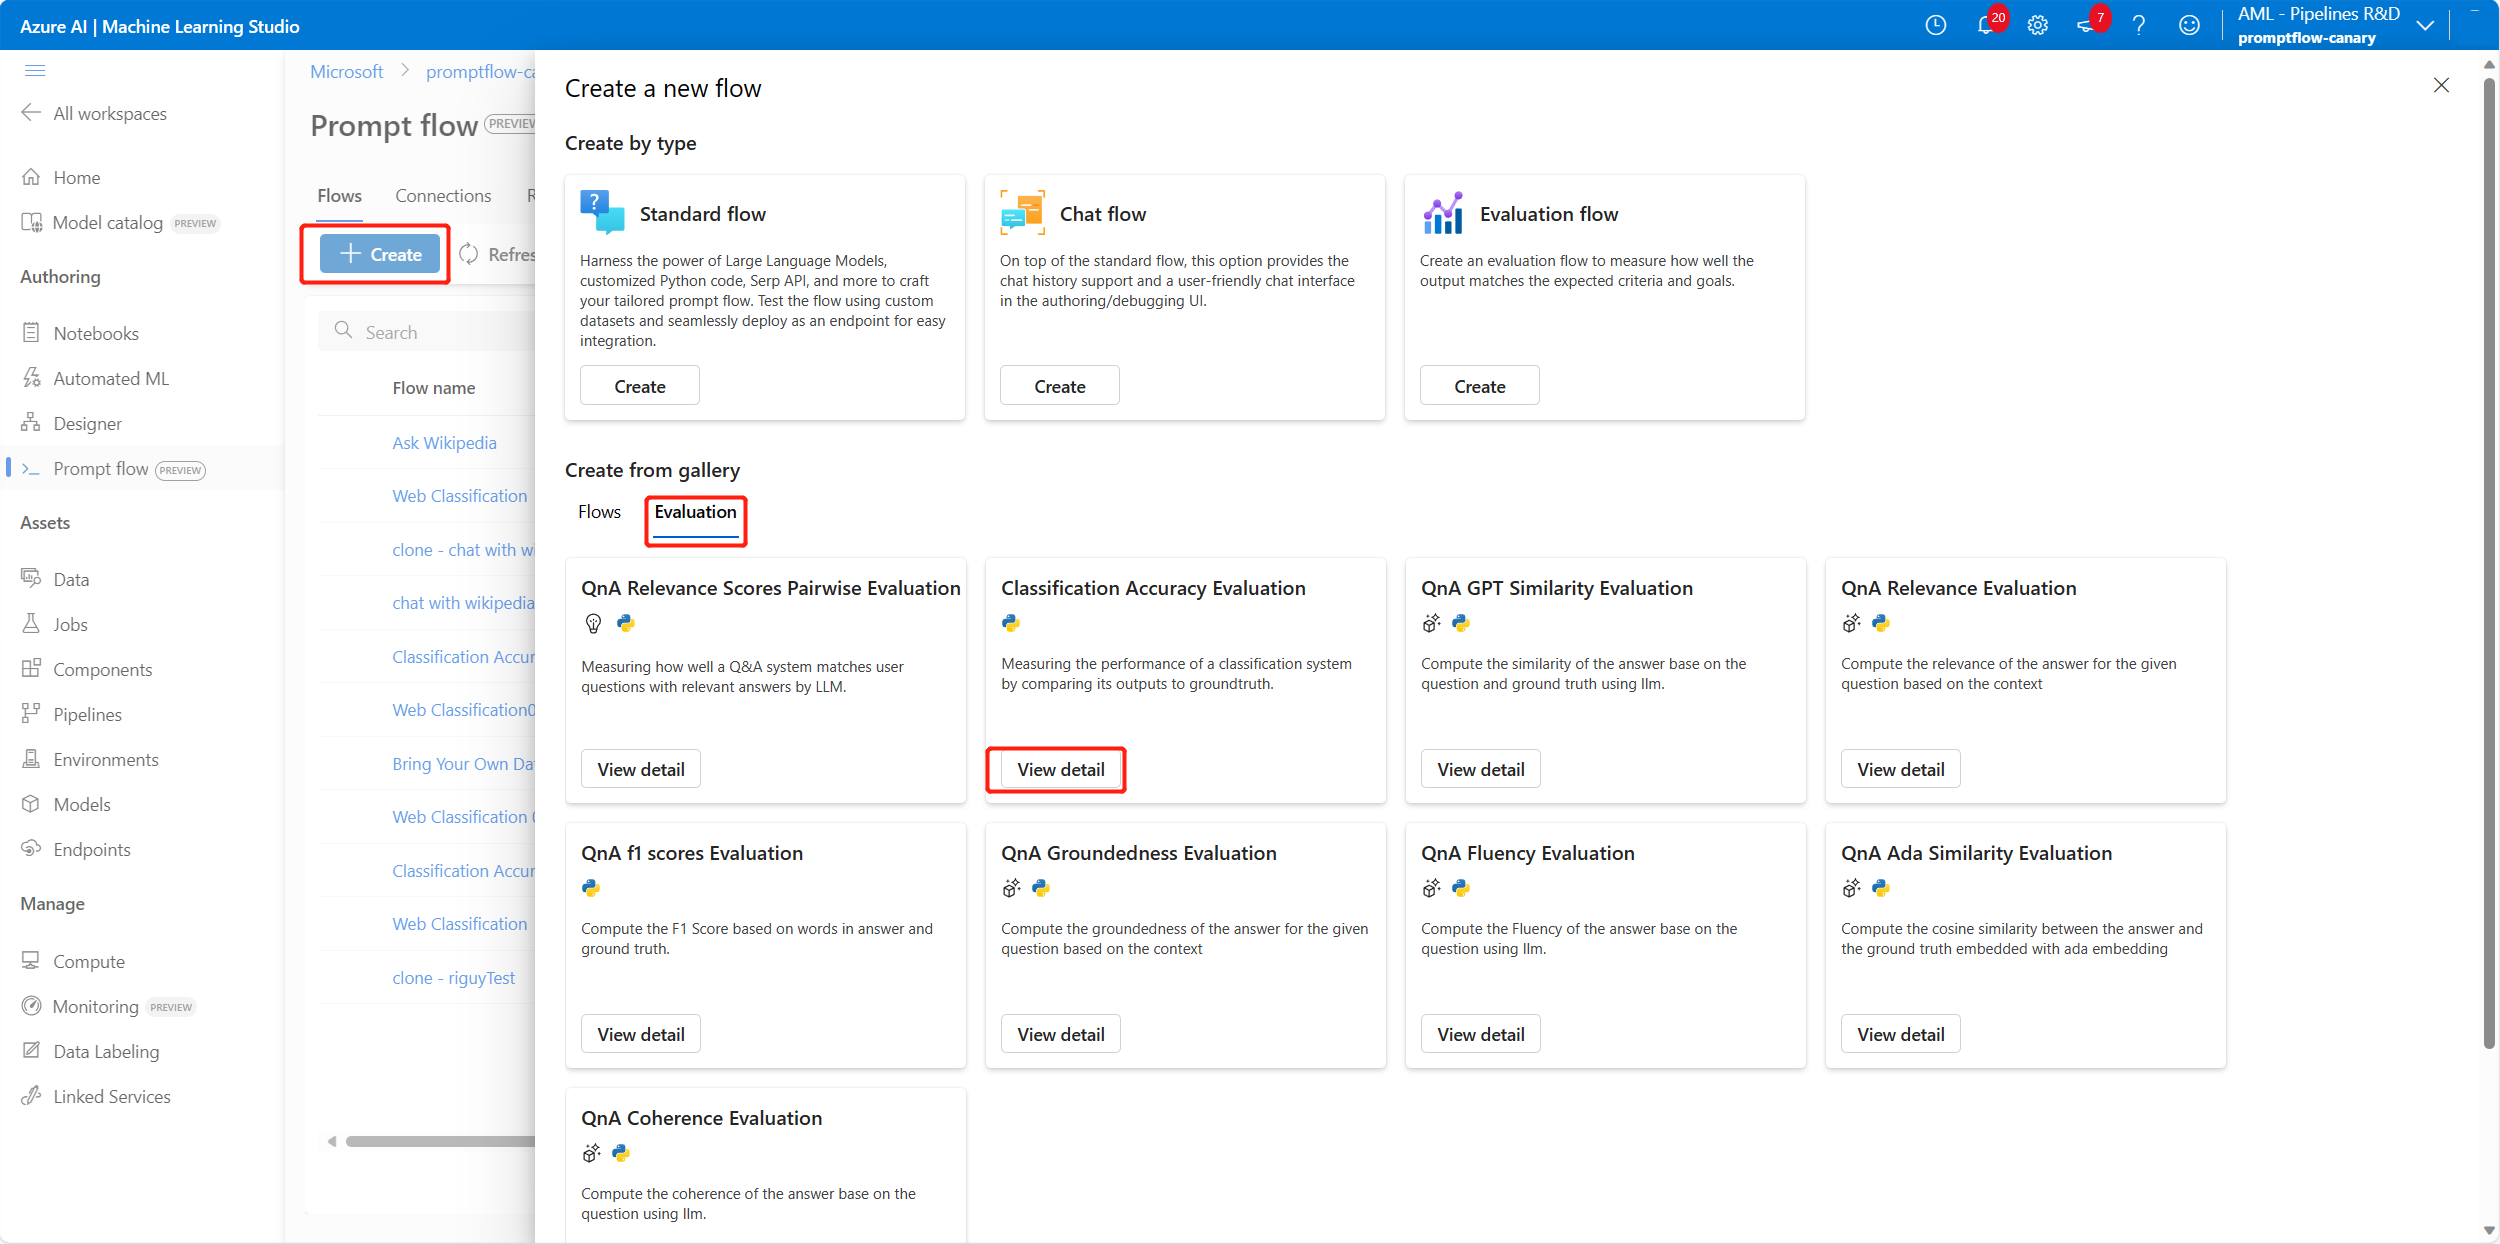 Azure AI | Machine Learning Studio
20
7
?
AML - Pipelines R&D
promptflow-canary
All workspaces
Home
Model catalog PREVIEW
Authoring
Notebooks
Automated ML
Designer
Prompt flow PREVIEW
Assets
Data
Jobs
Components
Pipelines
Environments
Models
Endpoints
Manage
Compute
Monitoring PREVIEW
Data Labeling
Linked Services
Microsoft > promptflow-ca
Prompt flow PREVIEW
Flows Connections R
+ Create Refres
Search
Flow name
Ask Wikipedia
Web Classification
clone - chat with wi
chat with wikipedia
Classification Accur
Web Classification0
Bring Your Own Da
Web Classification
Classification Accur
Web Classification
clone - riguyTest
Create a new flow
Create by type
Standard flow
Harness the power of Large Language Models,
customized Python code, Serp API, and more to craft
your tailored prompt flow. Test the flow using custom
datasets and seamlessly deploy as an endpoint for easy
integration.
Create
Chat flow
On top of the standard flow, this option provides the
chat history support and a user-friendly chat interface
in the authoring/debugging UI.
Create
Evaluation flow
Create an evaluation flow to measure how well the
output matches the expected criteria and goals.
Create
Create from gallery
Flows Evaluation
QnA Relevance Scores Pairwise Evaluation
Measuring how well a Q&A system matches user
questions with relevant answers by LLM.
View detail
Classification Accuracy Evaluation
Measuring the performance of a classification system
by comparing its outputs to groundtruth.
View detail
QnA GPT Similarity Evaluation
Compute the similarity of the answer base on the
question and ground truth using llm.
View detail
QnA Relevance Evaluation
Compute the relevance of the answer for the given
question based on the context
View detail
QnA f1 scores Evaluation
Compute the F1 Score based on words in answer and
ground truth.
View detail
QnA Groundedness Evaluation
Compute the groundedness of the answer for the given
question based on the context
View detail
QnA Fluency Evaluation
Compute the Fluency of the answer base on the
question using llm.
View detail
QnA Ada Similarity Evaluation
Compute the cosine similarity between the answer and
the ground truth embedded with ada embedding
View detail
QnA Coherence Evaluation
Compute the coherence of the answer base on the
question using llm.